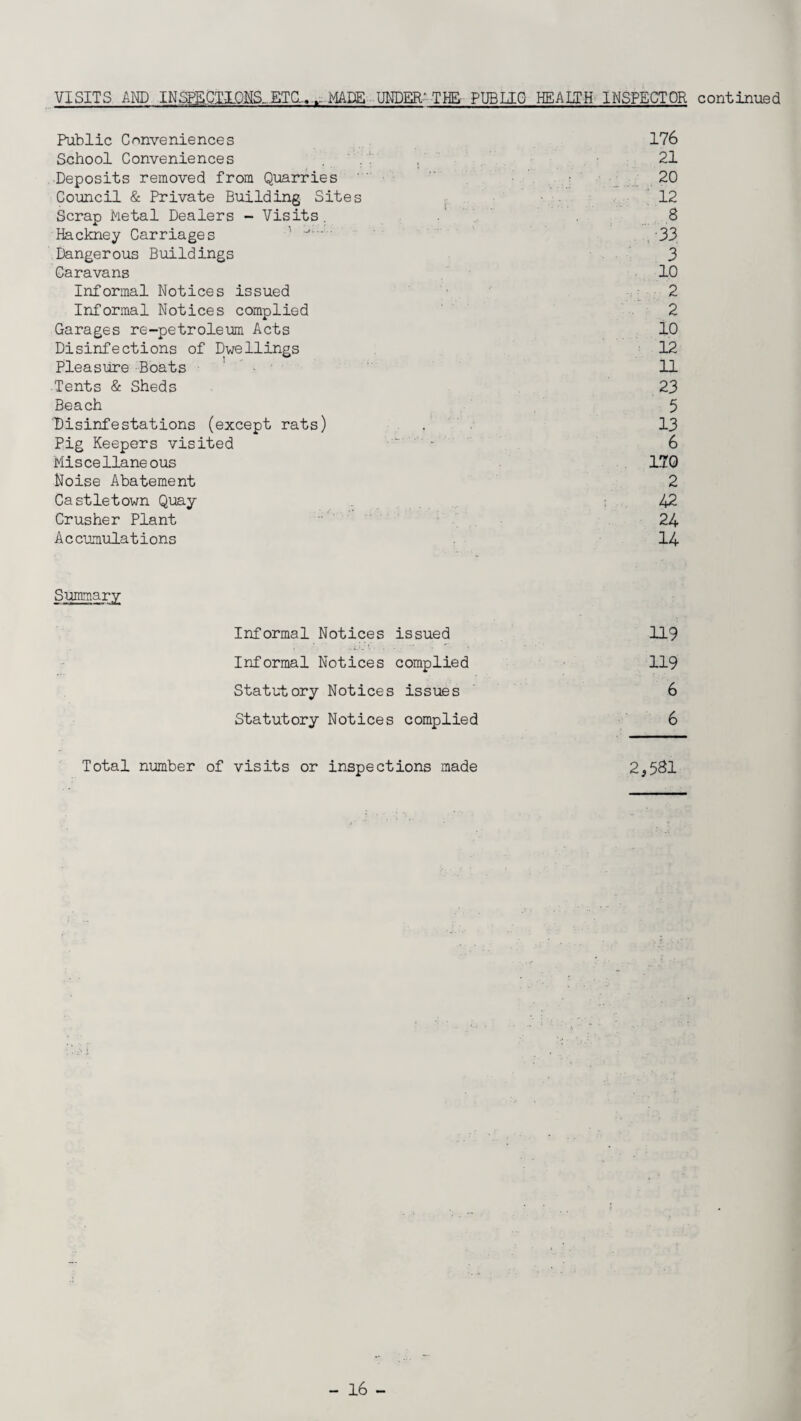 VISITS AND INSPECTIONS ETC., MADE UNDER THE PUBLIC HEALTH INSPECTOR continued
Public Conveniences 176
School Conveniences 21
Deposits removed from Quarries 20
Council & Private Building Sites 12
Scrap Metal Dealers - Visits. 8
Hackney Carriages 33
Dangerous Buildings 3
Caravans 10
Informal Notices issued 2
Informal Notices complied 2
Garages re-petroleum Acts 10
Disinfections of Dwellings 12
Pleasure Boats 11
Tents & Sheds 23
Beach 5
Disinfestations (except rats) 13
Pig Keepers visited 6
Miscellaneous 170
Noise Abatement 2
Castletown Quay 42
Crusher Plant 24
Accumulations 14
Summary
Informal Notices issued 119
Informal Notices complied 119
Statutory Notices issues 6
Statutory Notices complied 6
Total number of visits or inspections made 2,581
- 16 -